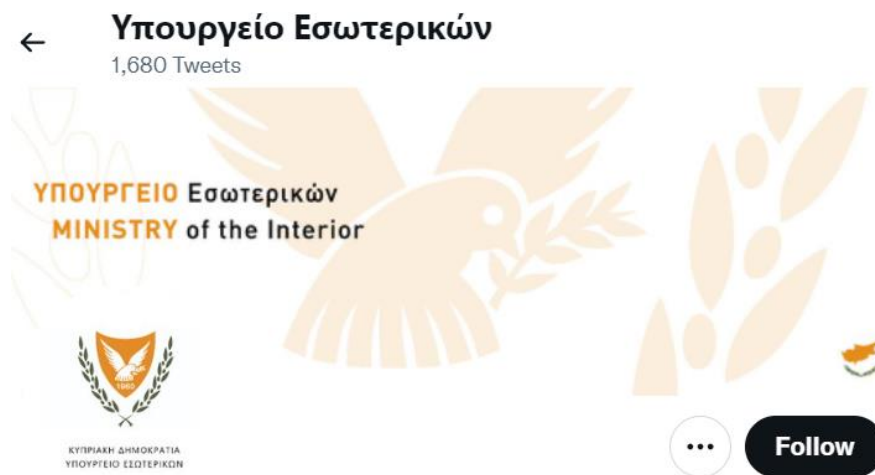 Υπουργείο Εσωτερικών
1,680 Tweets
ΥΠΟΥΡΓΕΙΟ Εσωτερικών
MINISTRY of the Interior
1960
ΚΥΠΡΙΑΚΗ ΔΗΜΟΚΡΑΤΙΑ
ΥΠΟΥΡΓΕΙΟ ΕΣΩΤΕΡΙΚΩΝ
Follow